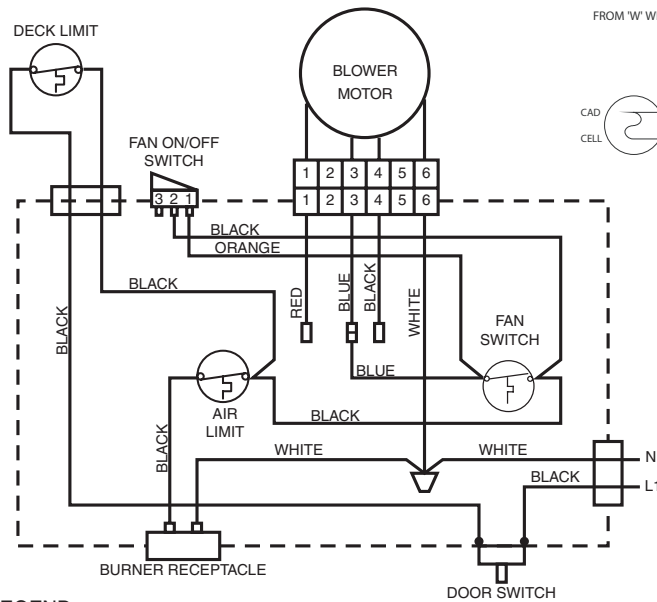 DECK LIMIT
FROM 'W' W
BLOWER
MOTOR
CAD
CELL
FAN ON/OFF
SWITCH
3 2 1
1 2 3 4 5 6
1 2 3 4 5 6
BLACK
ORANGE
BLACK
BLACK
RED
BLUE
BLACK
WHITE
FAN
SWITCH
BLUE
AIR
LIMIT
BLACK
BLACK
WHITE
WHITE
N
BLACK
L1
BURNER RECEPTACLE
DOOR SWITCH